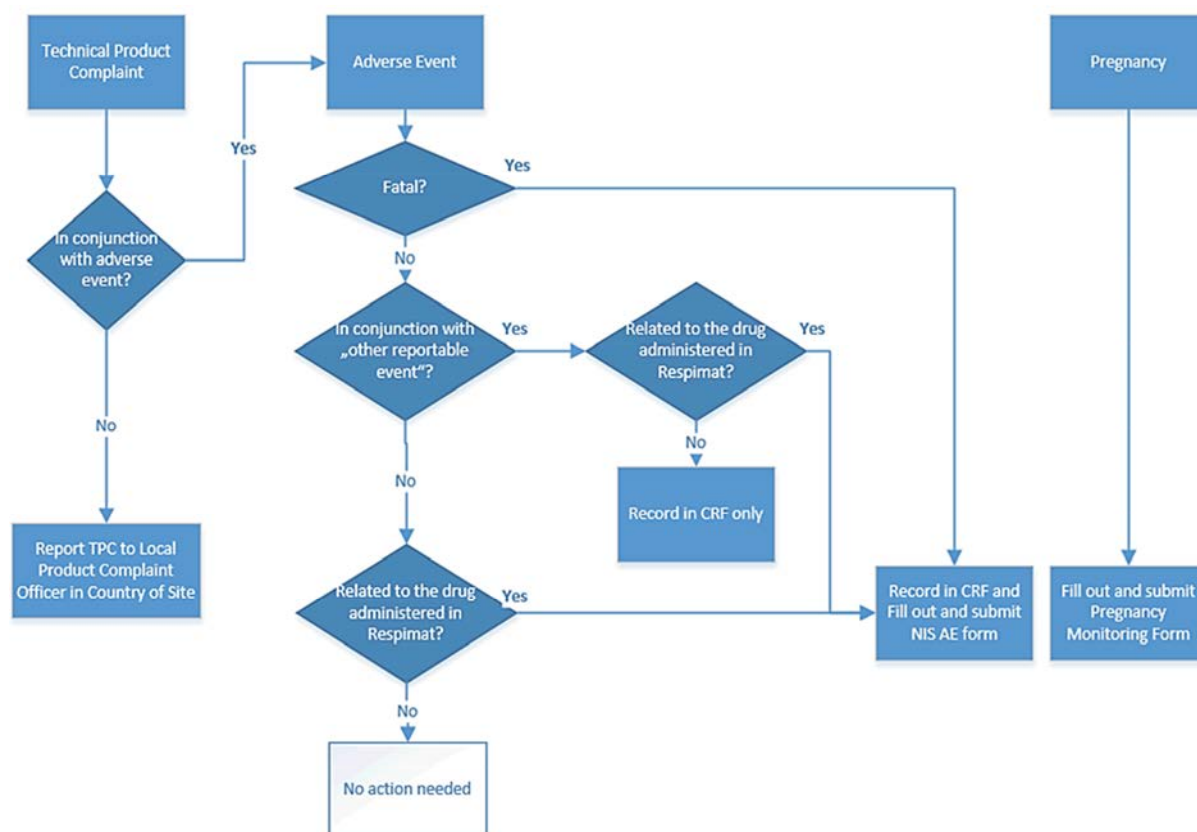 Technical Product
Complaint
Adverse Event
Pregnancy
Yes
Yes
Fatal?
In conjunction
with adverse
event?
No
In conjunction with
„other reportable
event“?
Yes
Related to the drug
administered in
Respimat?
Yes
No
No
No
Record in CRF only
Report TPC to Local
Product Complaint
Officer in Country of Site
Related to the drug
administered in
Respimat?
Yes
Record in CRF and
Fill out and submit
NIS AE form
Fill out and submit
Pregnancy
Monitoring Form
No
No action needed